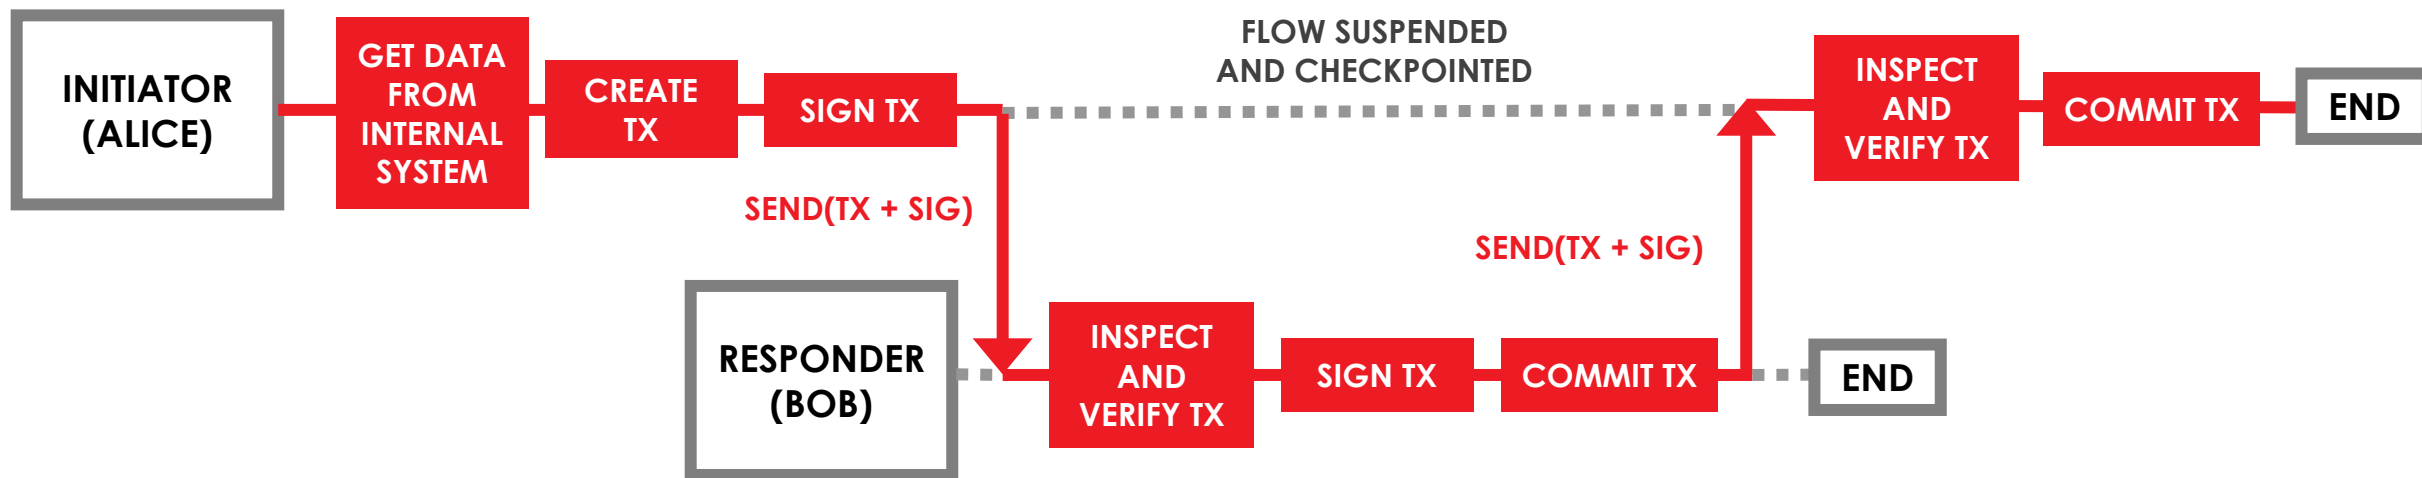 INITIATOR
(ALICE)
GET DATA
FROM
INTERNAL
SYSTEM
CREATE
TX
SIGN TX
FLOW SUSPENDED
AND CHECKPOINTED
INSPECT
AND
VERIFY TX
COMMIT TX
END
SEND(TX + SIG)
SEND(TX + SIG)
RESPONDER
(BOB)
INSPECT
AND
VERIFY TX
SIGN TX
COMMIT TX
END